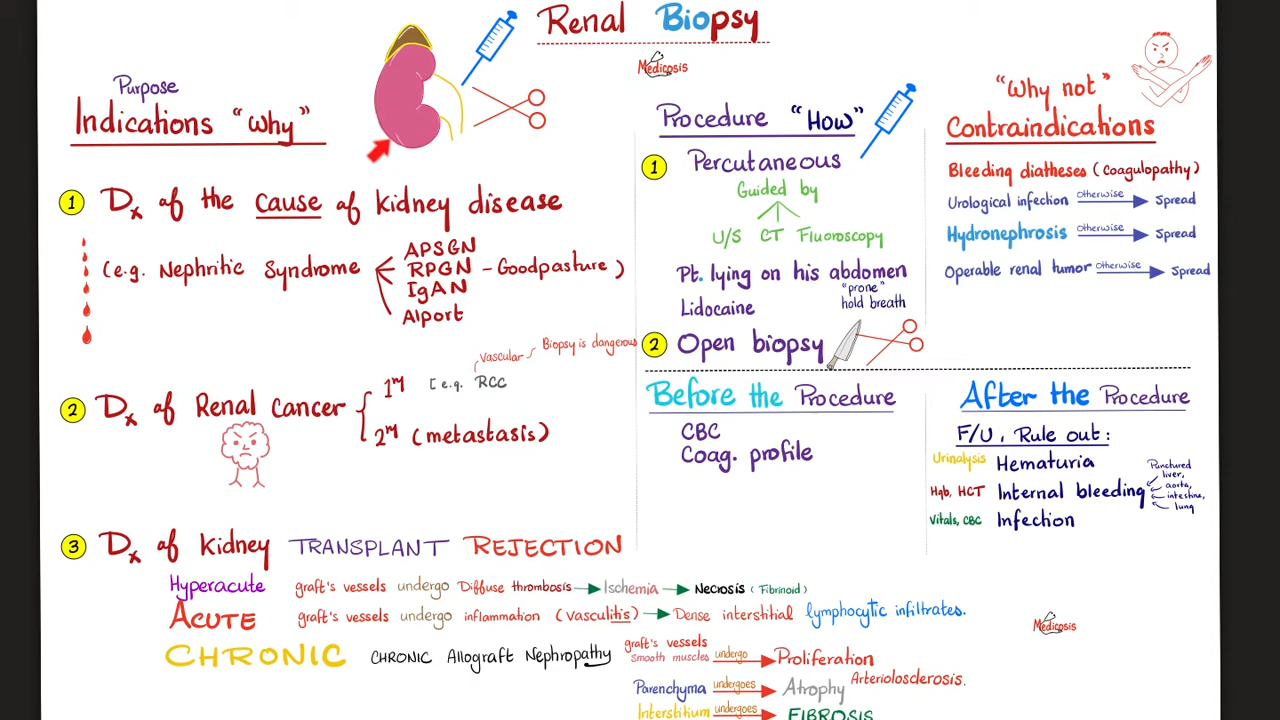 Renal Biopsy
Medicosis
Purpose
Indications "Why"
1 Dx of the cause of kidney disease
(e.g. Nephritic Syndrome
APSGN
RPGN - Goodpasture)
IgAN
Alport
2 Dx of Renal Cancer
1ry [e.g. RCC
Vascular
Biopsy is dangerous
2ry (metastasis)
3 Dx of kidney TRANSPLANT REJECTION
Hyperacute graft's vessels undergo Diffuse thrombosis Ischemia Necrosis (Fibrinoid)
ACUTE graft's vessels undergo inflammation (vasculitis) Dense interstitial lymphocytic infiltrates.
CHRONIC CHRONIC Allograft Nephropathy
graft's vessels
smooth muscles undergo Proliferation
Arteriolosclerosis.
Parenchyma undergoes Atrophy
Interstitium undergoes FIBROSIS
Procedure "How"
1 Percutaneous
Guided by
U/S CT Fluoroscopy
Pt. lying on his abdomen
"prone"
Lidocaine
hold breath
2 Open biopsy
"Why not"
Contraindications
Bleeding diatheses (Coagulopathy)
Urological infection otherwise Spread
Hydronephrosis otherwise Spread
Operable renal tumor otherwise Spread
Before the Procedure
CBC
Coag. profile
After the Procedure
F/U, Rule out:
Urinalysis Hematuria
Hgb, HCT Internal bleeding
Punctured
liver,
aorta,
intestine,
lung
Vitals, CBC Infection
Medicosis